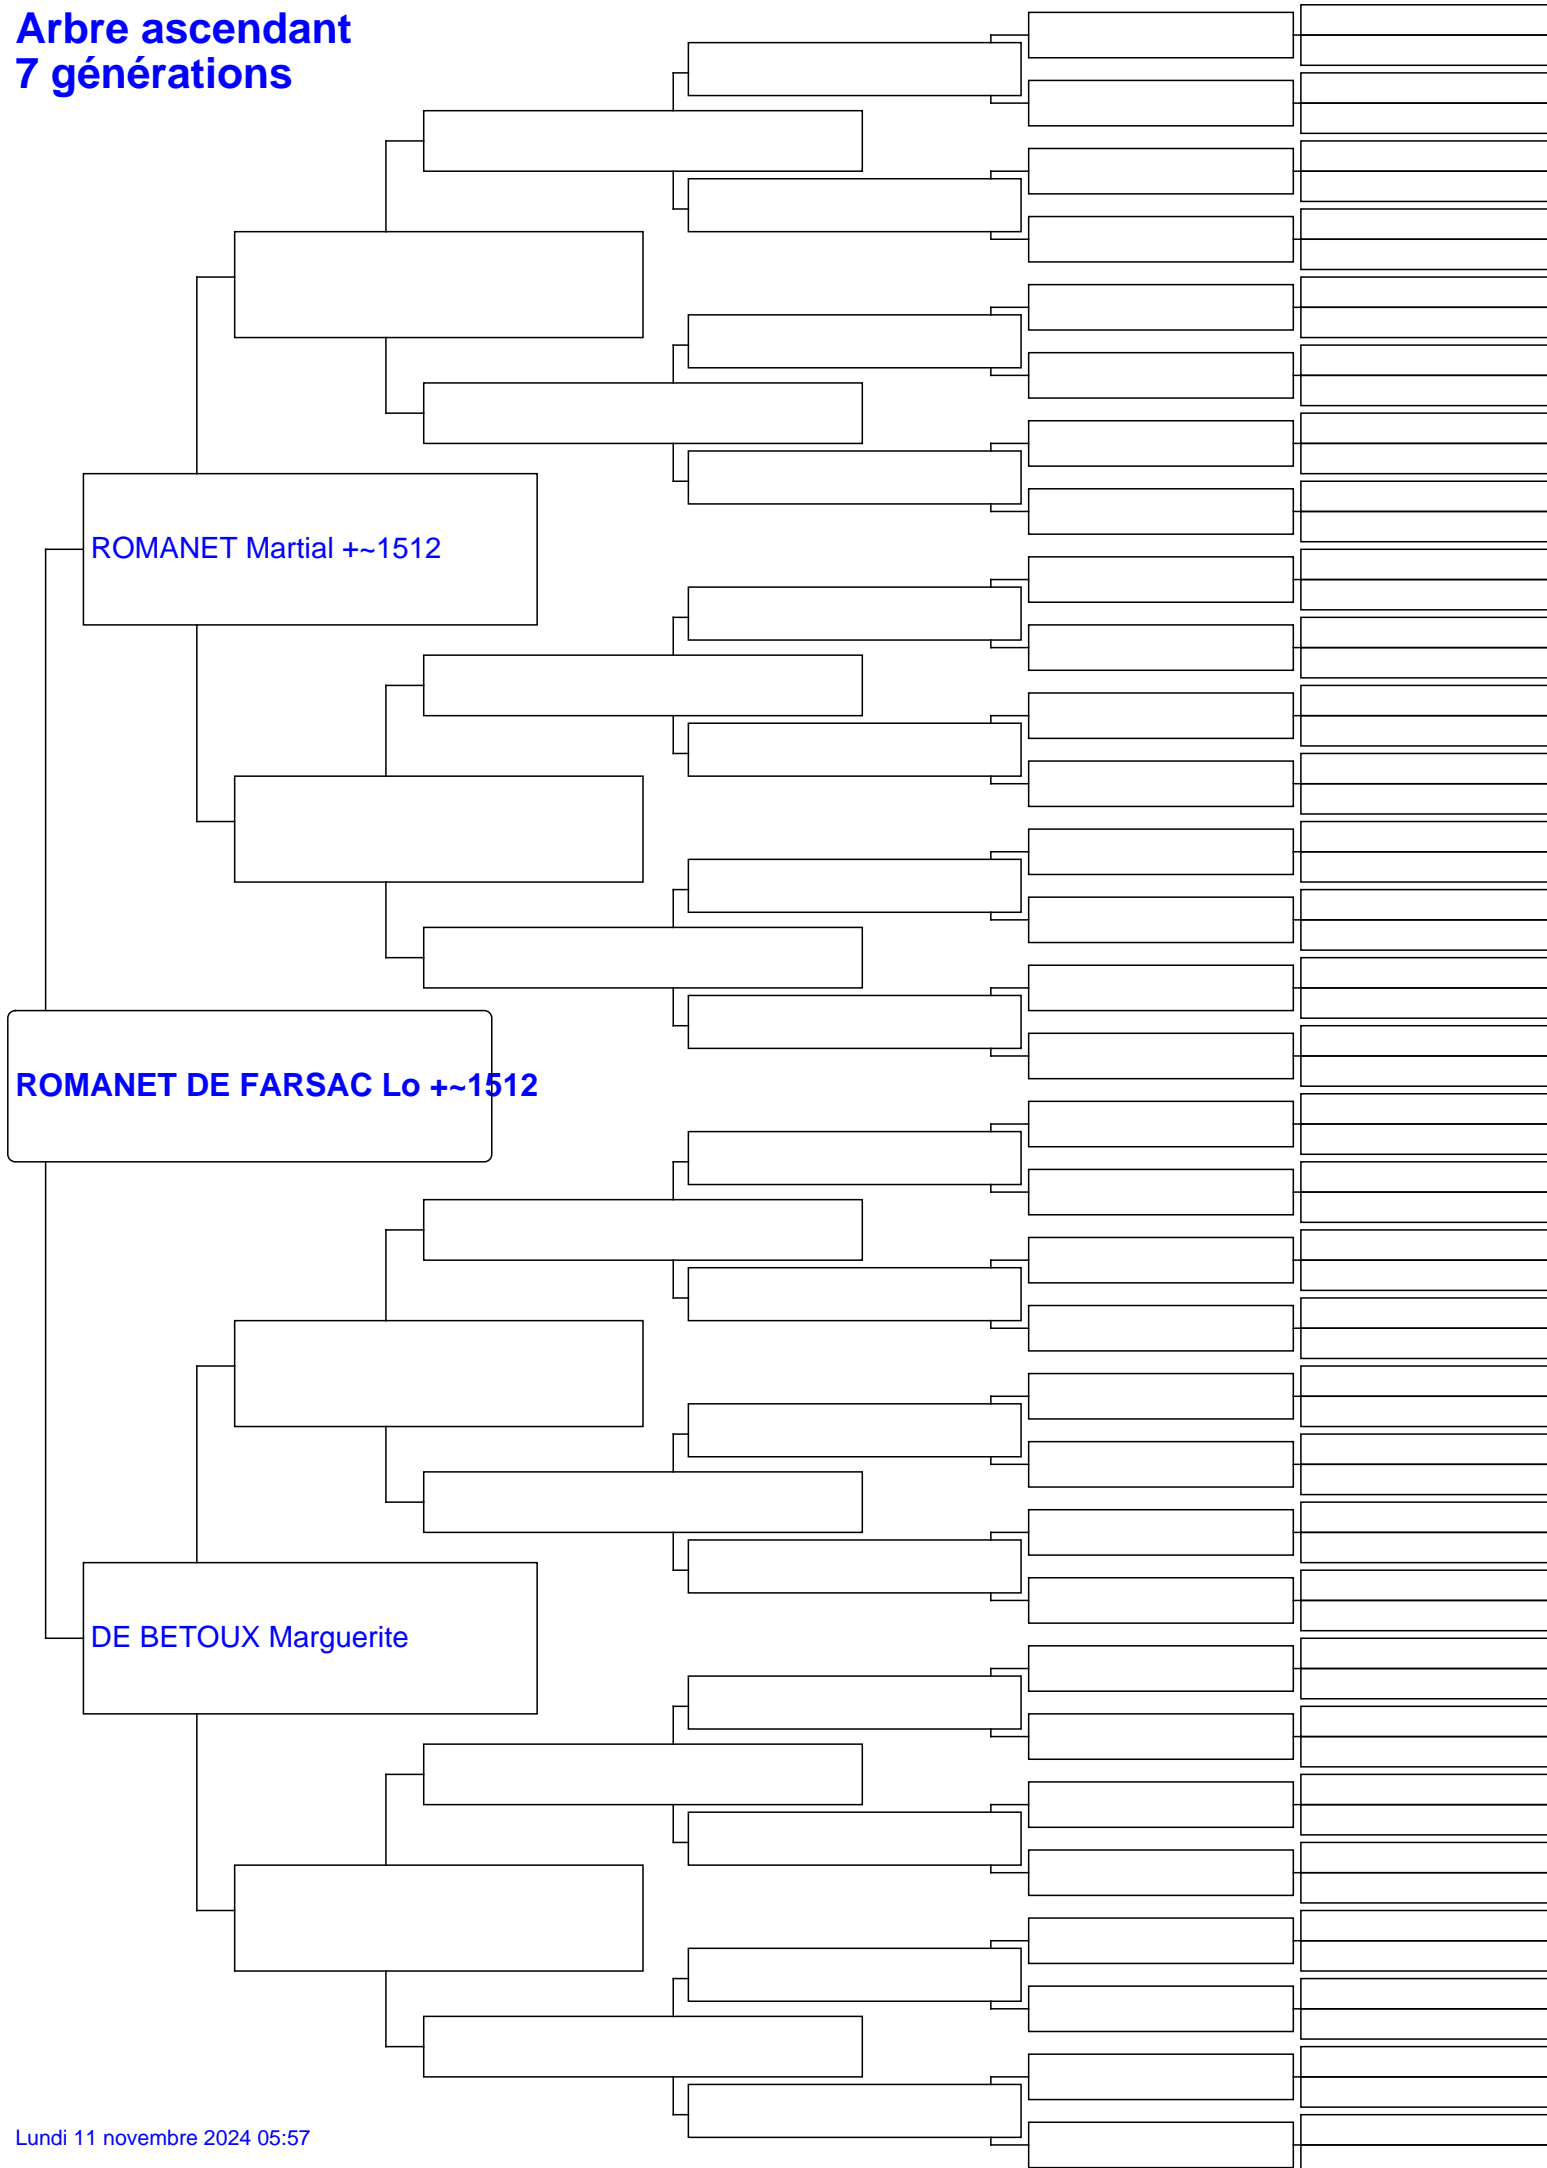 Arbre ascendant
7 générations
ROMANET Martial +~1512
ROMANET DE FARSAC Lo +~1512
DE BETOUX Marguerite
Lundi 11 novembre 2024 05:57